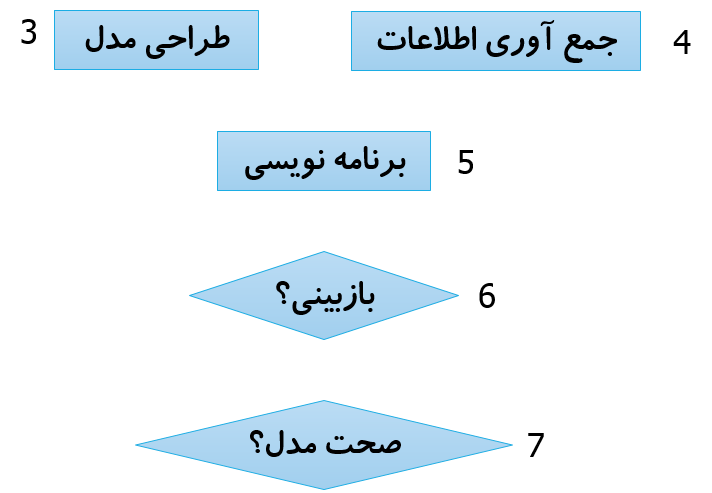 3 طراحی مدل
جمع آوری اطلاعات 4
برنامه نویسی 5
بازبینی؟ 6
صحت مدل؟ 7